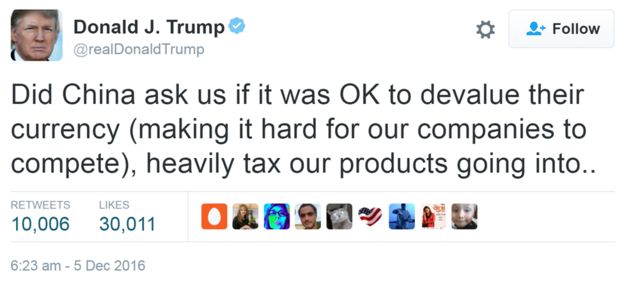 Donald J. Trump
@realDonaldTrump
Follow
Did China ask us if it was OK to devalue their
currency (making it hard for our companies to
compete), heavily tax our products going into..
RETWEETS LIKES
10,006 30,011
6:23 am - 5 Dec 2016